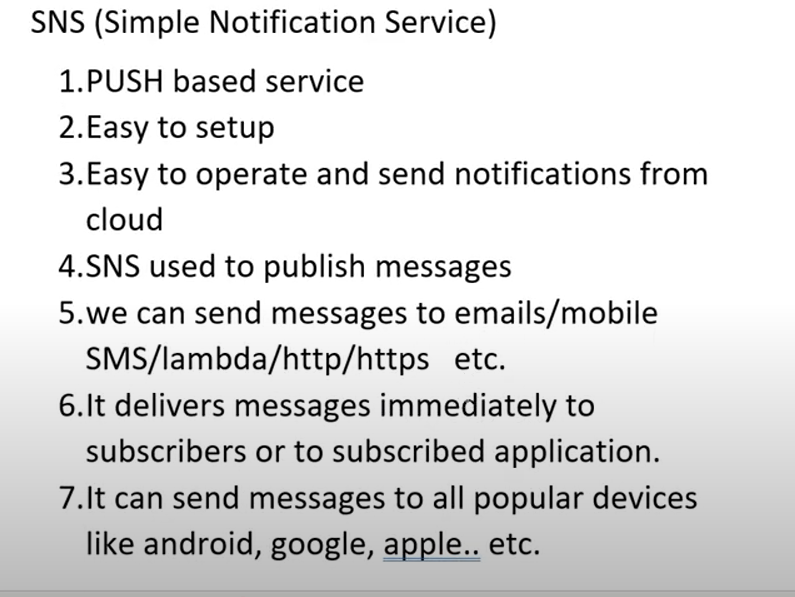 SNS (Simple Notification Service)
1.PUSH based service
2.Easy to setup
3.Easy to operate and send notifications from
cloud
4.SNS used to publish messages
5.we can send messages to emails/mobile
SMS/lambda/http/https etc.
6.It delivers messages immediately to
subscribers or to subscribed application.
7.It can send messages to all popular devices
like android, google, apple.. etc.